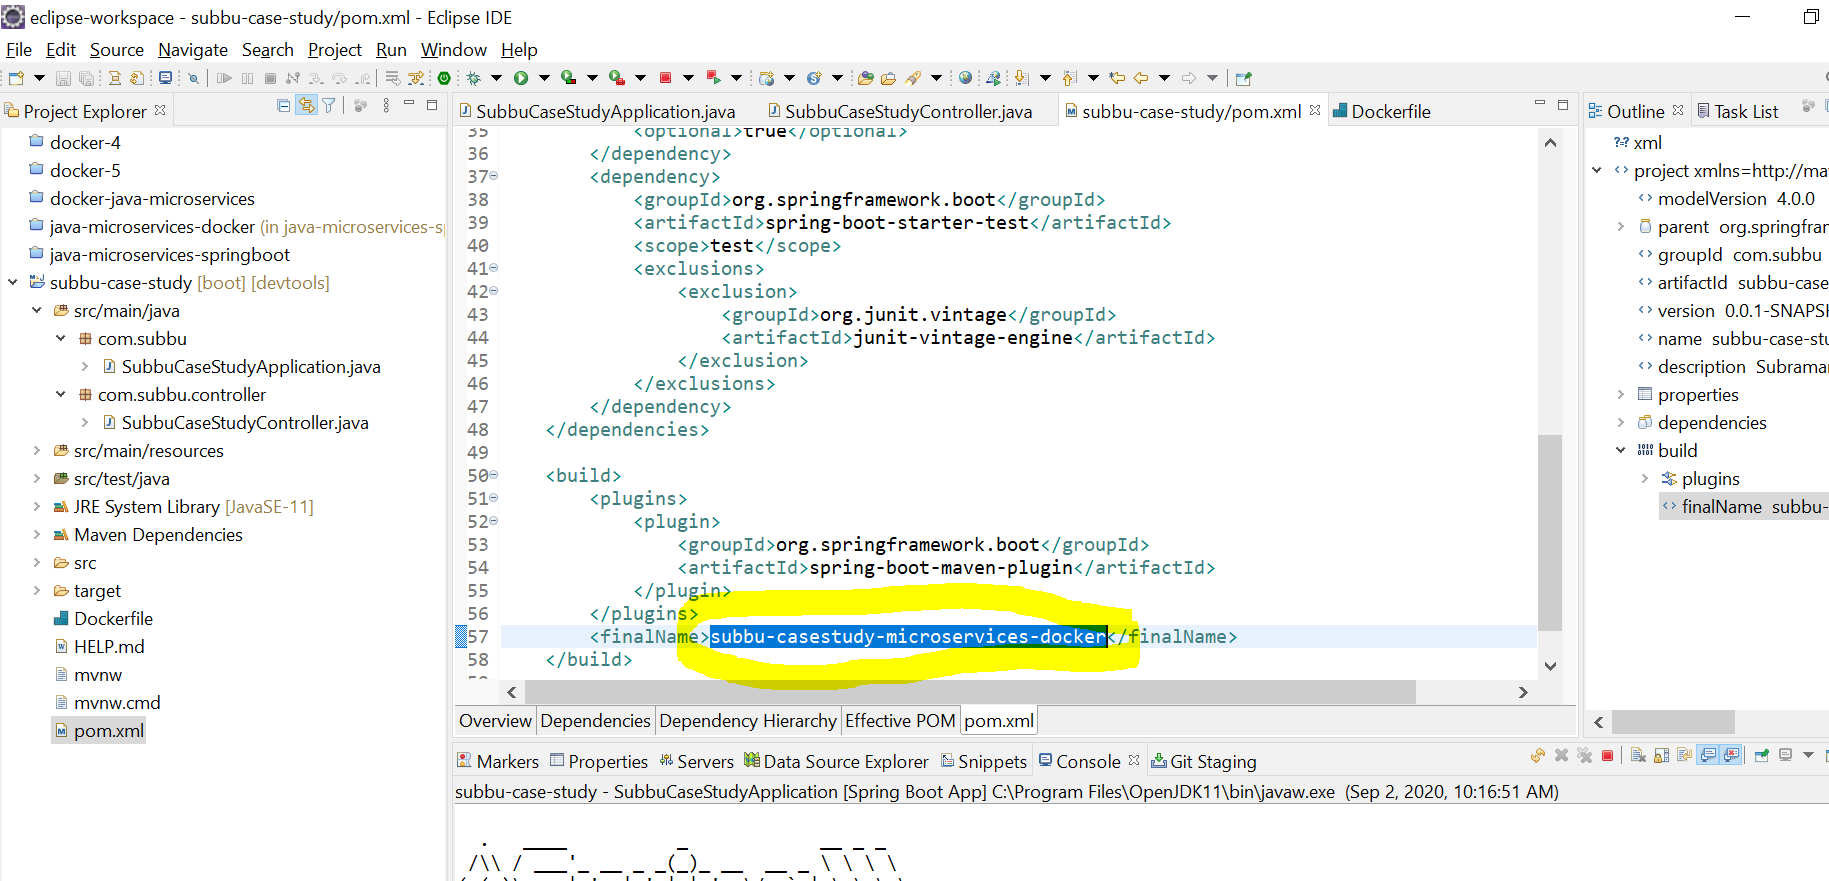 eclipse-workspace - subbu-case-study/pom.xml - Eclipse IDE
File Edit Source Navigate Search Project Run Window Help
Project Explorer
docker-4
docker-5
docker-java-microservices
java-microservices-docker (in java-microservices-s
java-microservices-springboot
subbu-case-study [boot] [devtools]
src/main/java
com.subbu
SubbuCaseStudyApplication.java
com.subbu.controller
SubbuCaseStudyController.java
src/main/resources
src/test/java
JRE System Library [JavaSE-11]
Maven Dependencies
src
target
Dockerfile
HELP.md
mvnw
mvnw.cmd
pom.xml
SubbuCaseStudyApplication.java SubbuCaseStudyController.java subbu-case-study/pom.xml Dockerfile
35 <optional>true</optional>
36 </dependency>
37 <dependency>
38 <groupId>org.springframework.boot</groupId>
39 <artifactId>spring-boot-starter-test</artifactId>
40 <scope>test</scope>
41 <exclusions>
42 <exclusion>
43 <groupId>org.junit.vintage</groupId>
44 <artifactId>junit-vintage-engine</artifactId>
45 </exclusion>
46 </exclusions>
47 </dependency>
48 </dependencies>
49
50 <build>
51 <plugins>
52 <plugin>
53 <groupId>org.springframework.boot</groupId>
54 <artifactId>spring-boot-maven-plugin</artifactId>
55 </plugin>
56 </plugins>
57 <finalName>subbu-casestudy-microservices-docker</finalName>
58 </build>
Overview Dependencies Dependency Hierarchy Effective POM pom.xml
Outline Task List
xml
project xmlns=http://ma
modelVersion 4.0.0
parent org.springfram
groupId com.subbu
artifactId subbu-case
version 0.0.1-SNAPSH
name subbu-case-stu
description Subramar
properties
dependencies
build
plugins
finalName subbu-
Markers Properties Servers Data Source Explorer Snippets Console Git Staging
subbu-case-study - SubbuCaseStudyApplication [Spring Boot App] C:\Program Files\OpenJDK11\bin\javaw.exe (Sep 2, 2020, 10:16:51 AM)